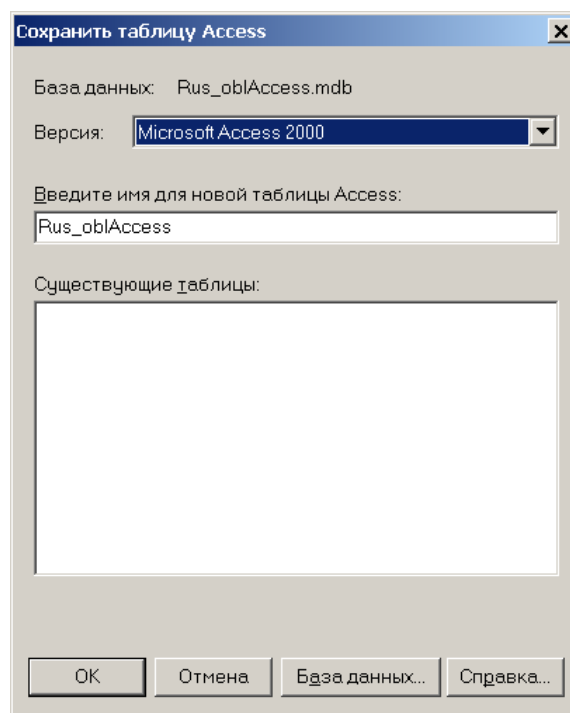 Сохранить таблицу Access
База данных: Rus_oblAccess.mdb
Версия: Microsoft Access 2000
Введите имя для новой таблицы Access:
Rus_oblAccess
Существующие таблицы:
OK Отмена База данных... Справка...